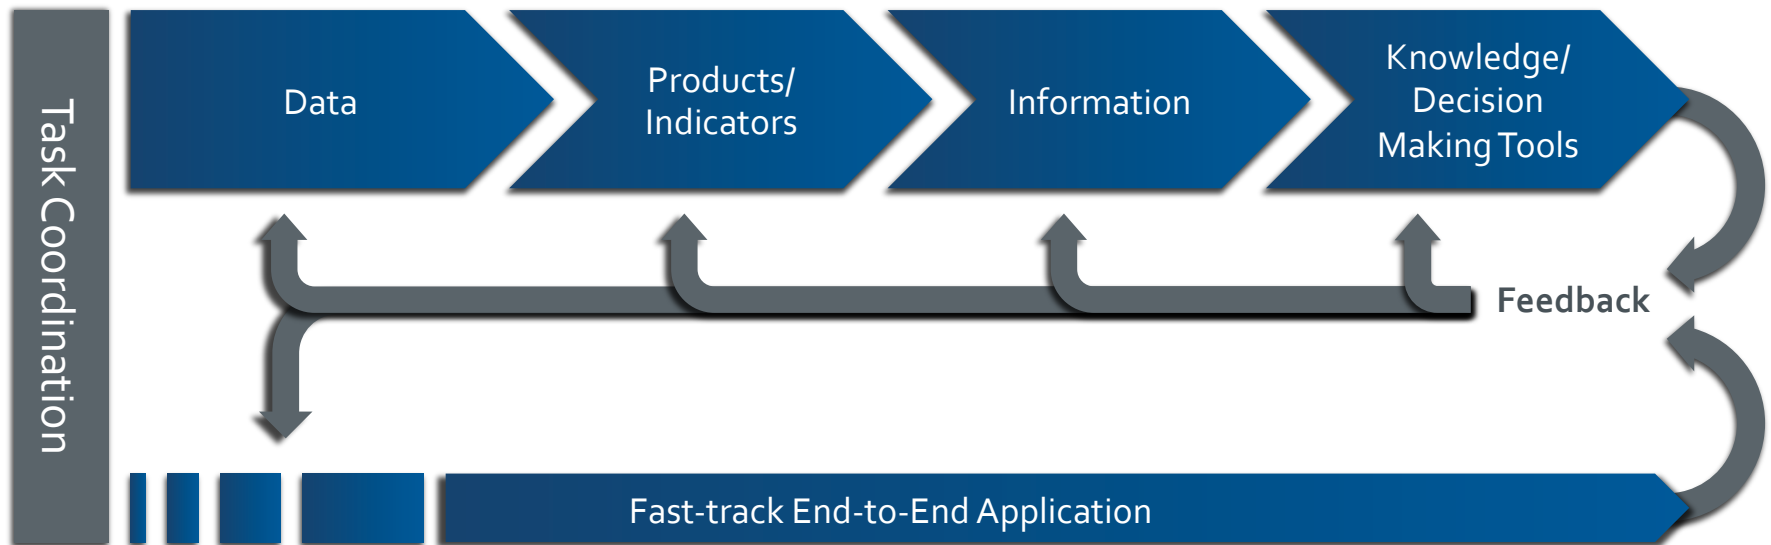 Task Coordination
Data
Products/
Indicators
Information
Knowledge/
Decision
Making Tools
Feedback
Fast-track End-to-End Application